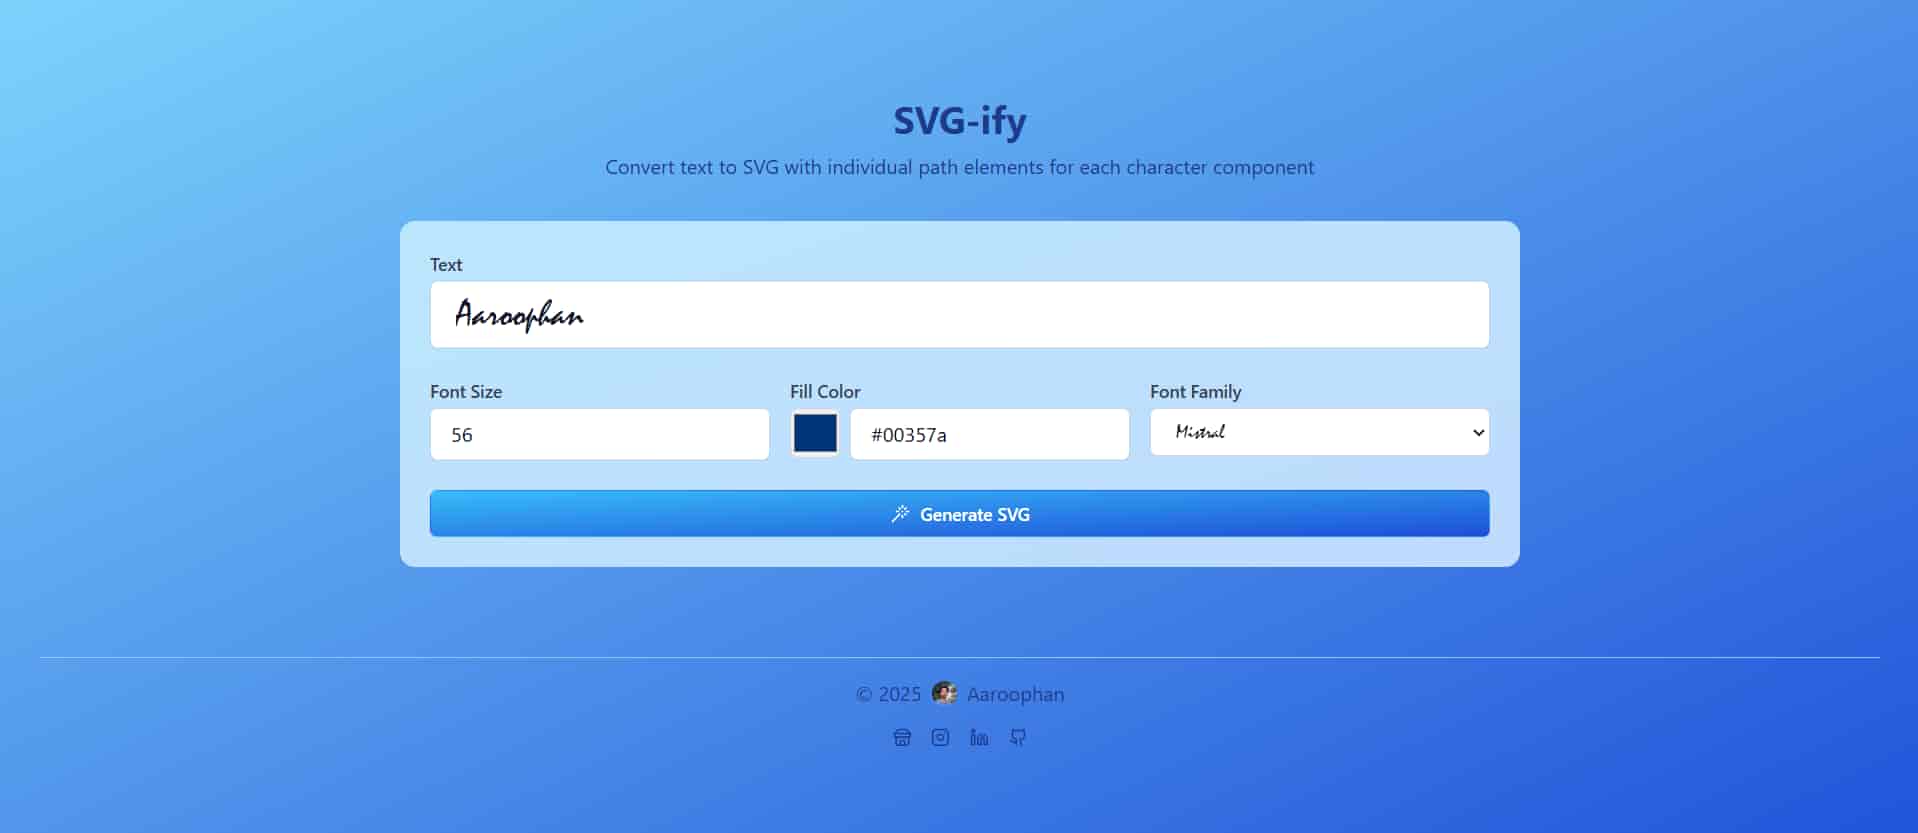 SVG-ify
Convert text to SVG with individual path elements for each character component
Text
Aaroophan
Font Size
Fill Color
Font Family
56
#00357a
Mistral
Generate SVG
© 2025 Aaroophan